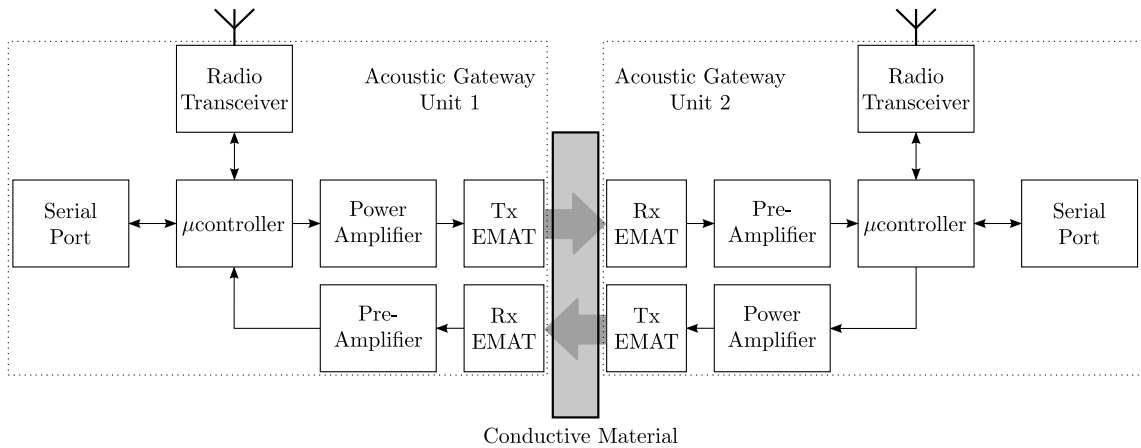 Radio
Transceiver
Acoustic Gateway
Unit 1
Acoustic Gateway
Unit 2
Radio
Transceiver
Serial
Port
μcontroller
Power
Amplifier
Tx
EMAT
Rx
EMAT
Pre-
Amplifier
μcontroller
Serial
Port
Pre-
Amplifier
Rx
EMAT
Tx
EMAT
Power
Amplifier
Conductive Material